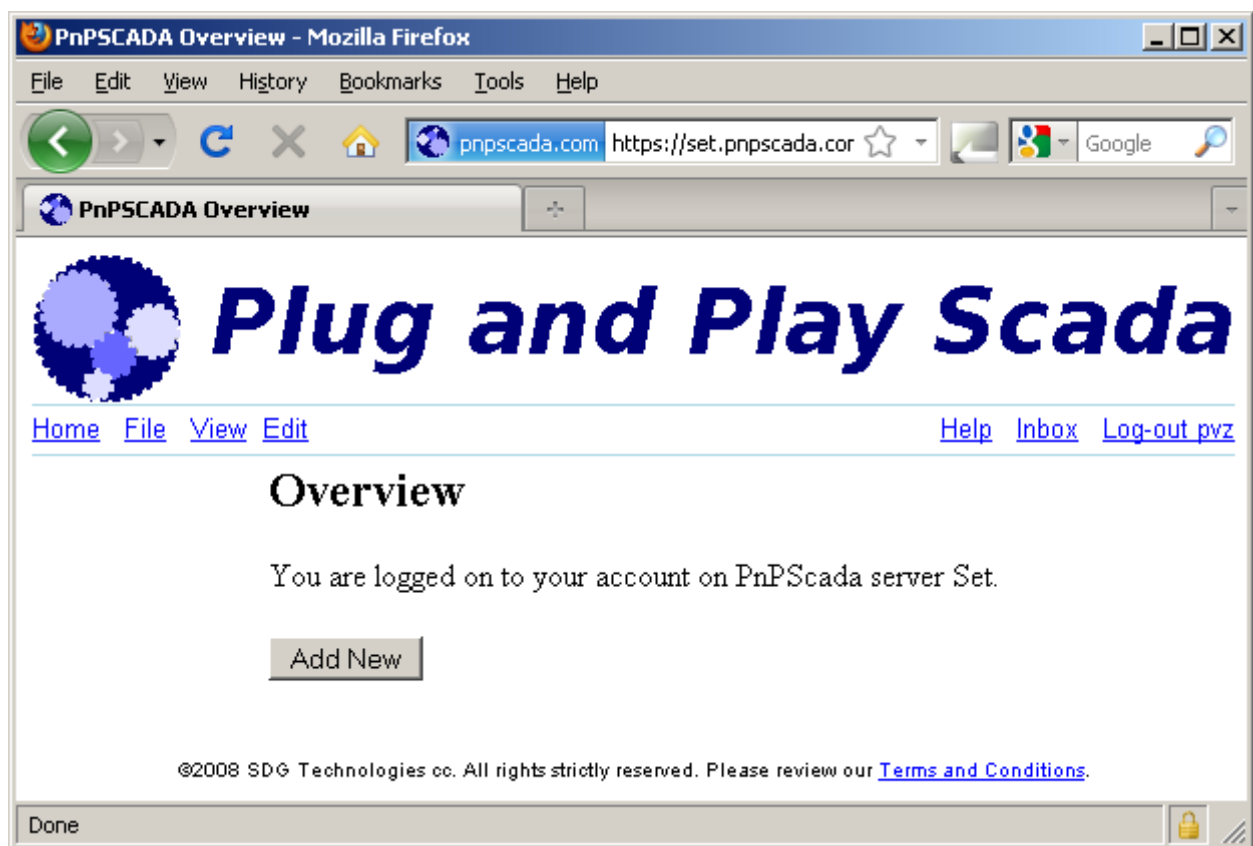 PnPSCADA Overview - Mozilla Firefox
File Edit View History Bookmarks Tools Help
pnpscada.com https://set.pnpscada.cor Google
PnPSCADA Overview
Plug and Play Scada
Home File View Edit Help Inbox Log-out pvz
Overview
You are logged on to your account on PnPScada server Set.
Add New
©2008 SDG Technologies cc. All rights strictly reserved. Please review our Terms and Conditions.
Done